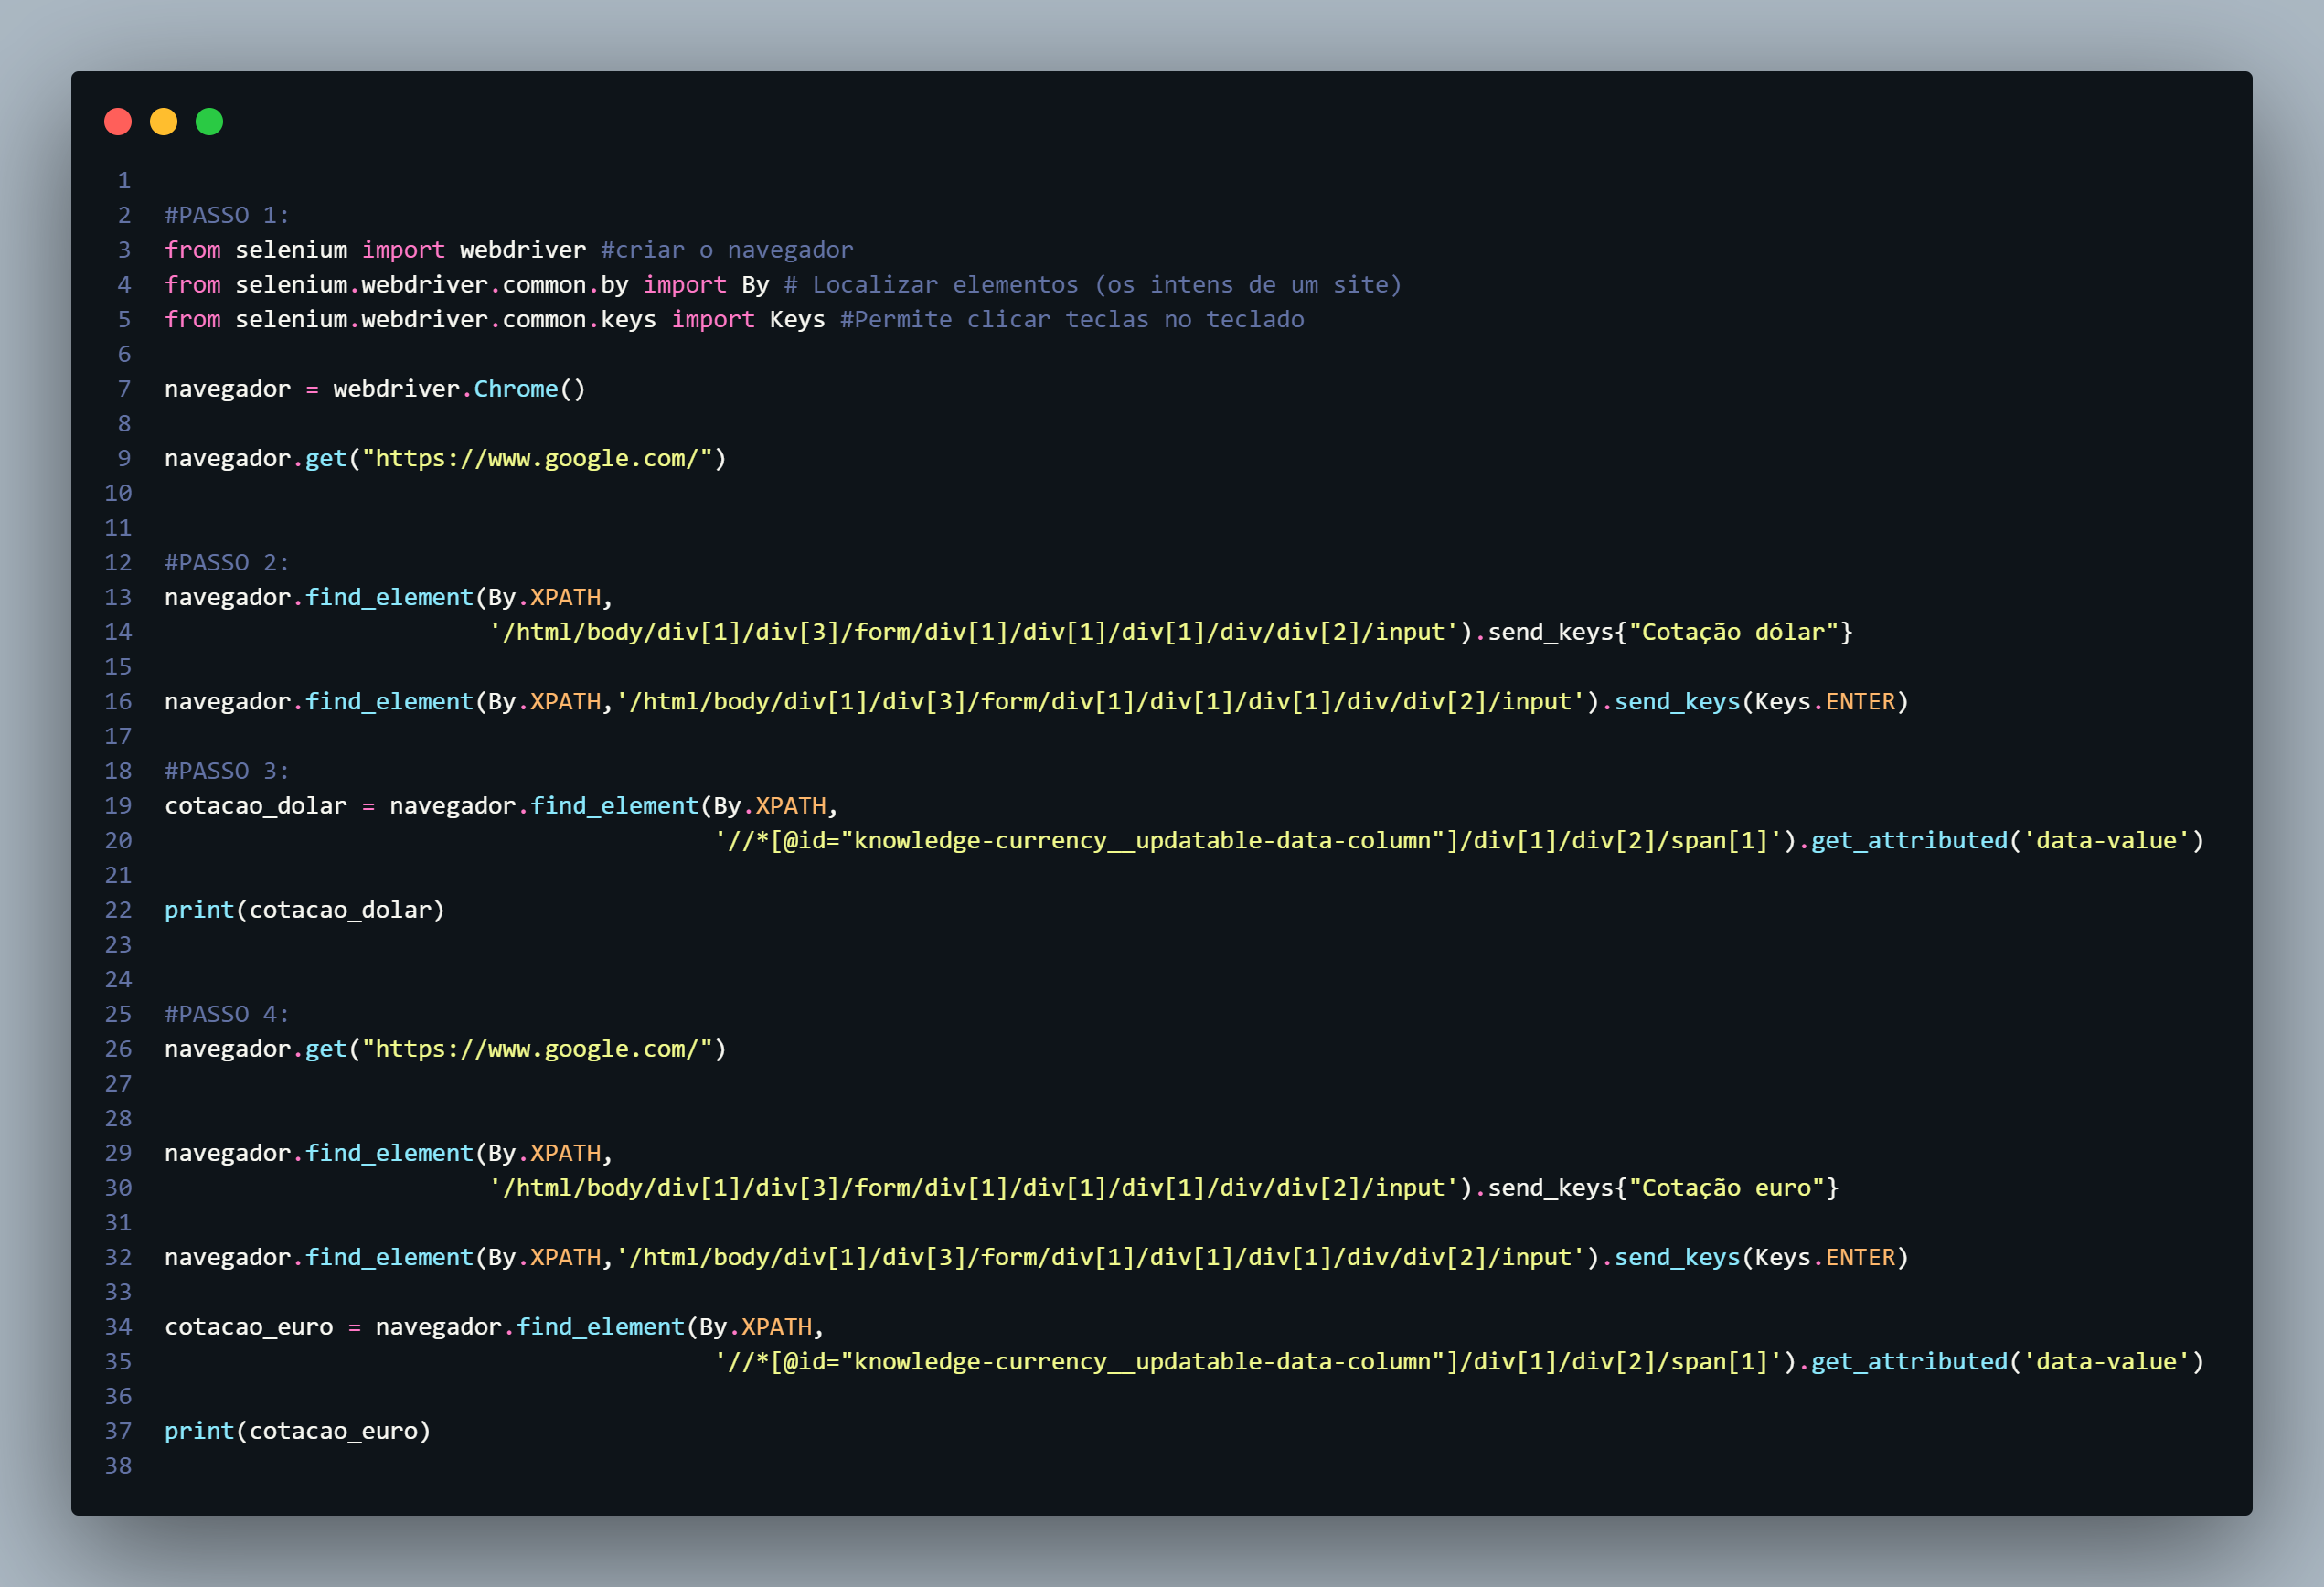 1
2 #PASSO 1:
3 from selenium import webdriver #criar o navegador
4 from selenium.webdriver.common.by import By # Localizar elementos (os intens de um site)
5 from selenium.webdriver.common.keys import Keys #Permite clicar teclas no teclado
6
7 navegador = webdriver.Chrome()
8
9 navegador.get("https://www.google.com/")
10
11
12 #PASSO 2:
13 navegador.find_element(By.XPATH,
14                        '/html/body/div[1]/div[3]/form/div[1]/div[1]/div[1]/div/div[2]/input').send_keys{"Cotação dólar"}
15
16 navegador.find_element(By.XPATH,'/html/body/div[1]/div[3]/form/div[1]/div[1]/div[1]/div/div[2]/input').send_keys(Keys.ENTER)
17
18 #PASSO 3:
19 cotacao_dolar = navegador.find_element(By.XPATH,
20                                        '//*[@id="knowledge-currency__updatable-data-column"]/div[1]/div[2]/span[1]').get_attributed('data-value')
21
22 print(cotacao_dolar)
23
24
25 #PASSO 4:
26 navegador.get("https://www.google.com/")
27
28
29 navegador.find_element(By.XPATH,
30                        '/html/body/div[1]/div[3]/form/div[1]/div[1]/div[1]/div/div[2]/input').send_keys{"Cotação euro"}
31
32 navegador.find_element(By.XPATH,'/html/body/div[1]/div[3]/form/div[1]/div[1]/div[1]/div/div[2]/input').send_keys(Keys.ENTER)
33
34 cotacao_euro = navegador.find_element(By.XPATH,
35                                        '//*[@id="knowledge-currency__updatable-data-column"]/div[1]/div[2]/span[1]').get_attributed('data-value')
36
37 print(cotacao_euro)
38